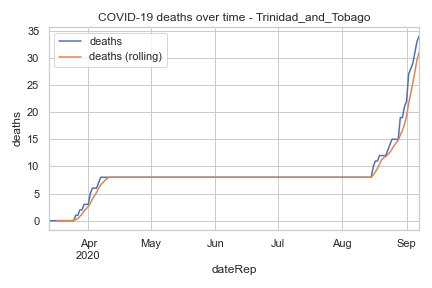 COVID-19 deaths over time - Trinidad_and_Tobago
deaths
deaths (rolling)
deaths
35
30
25
20
15
10
5
0
Apr
2020
May
Jun
Jul
Aug
Sep
dateRep